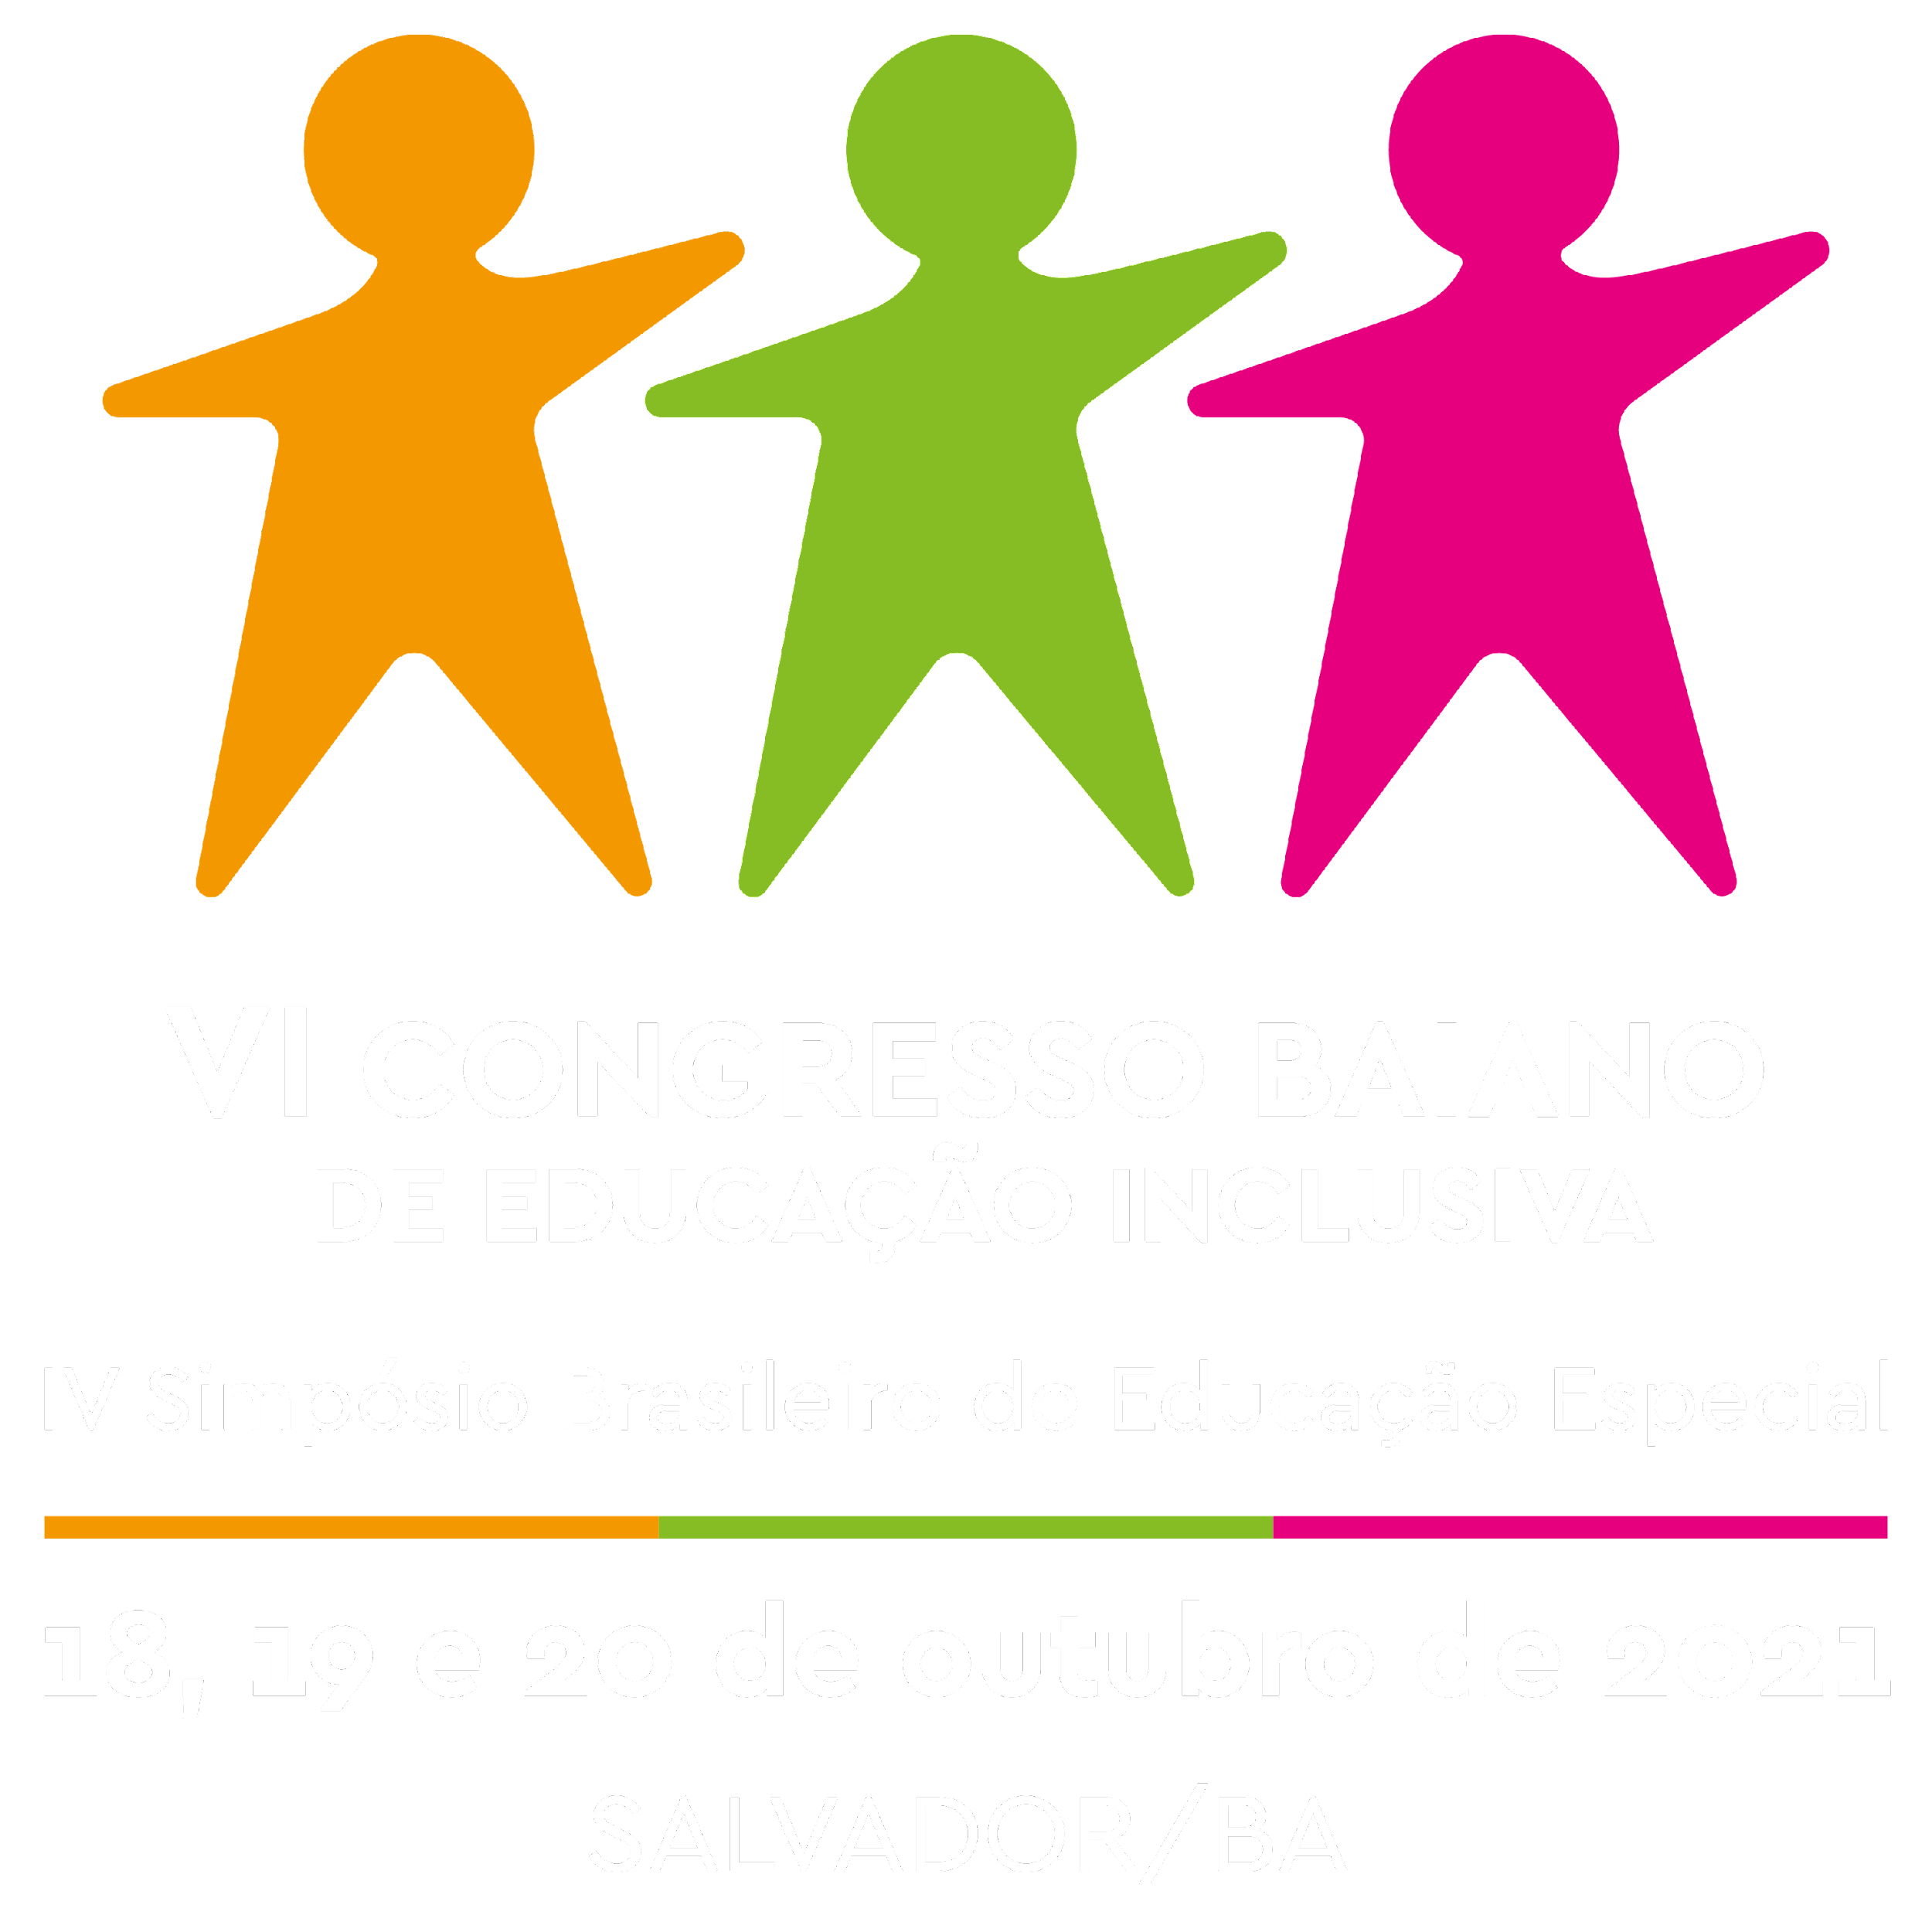 VI CONGRESSO BAIANO
DE EDUCAÇÃO INCLUSIVA
IV Simpósio Brasileiro de Educação Especial
18, 19 e 20 de outubro de 2021
SALVADOR/BA